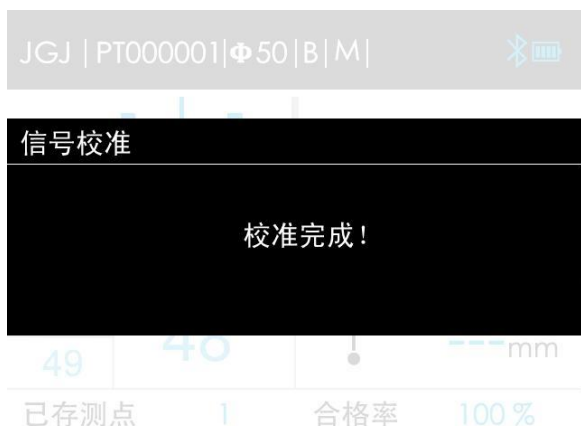 JGJ | PT000001|Φ50|B|M|
信号校准
校准完成！
49
48
---mm
已存测点 1 合格率 100%